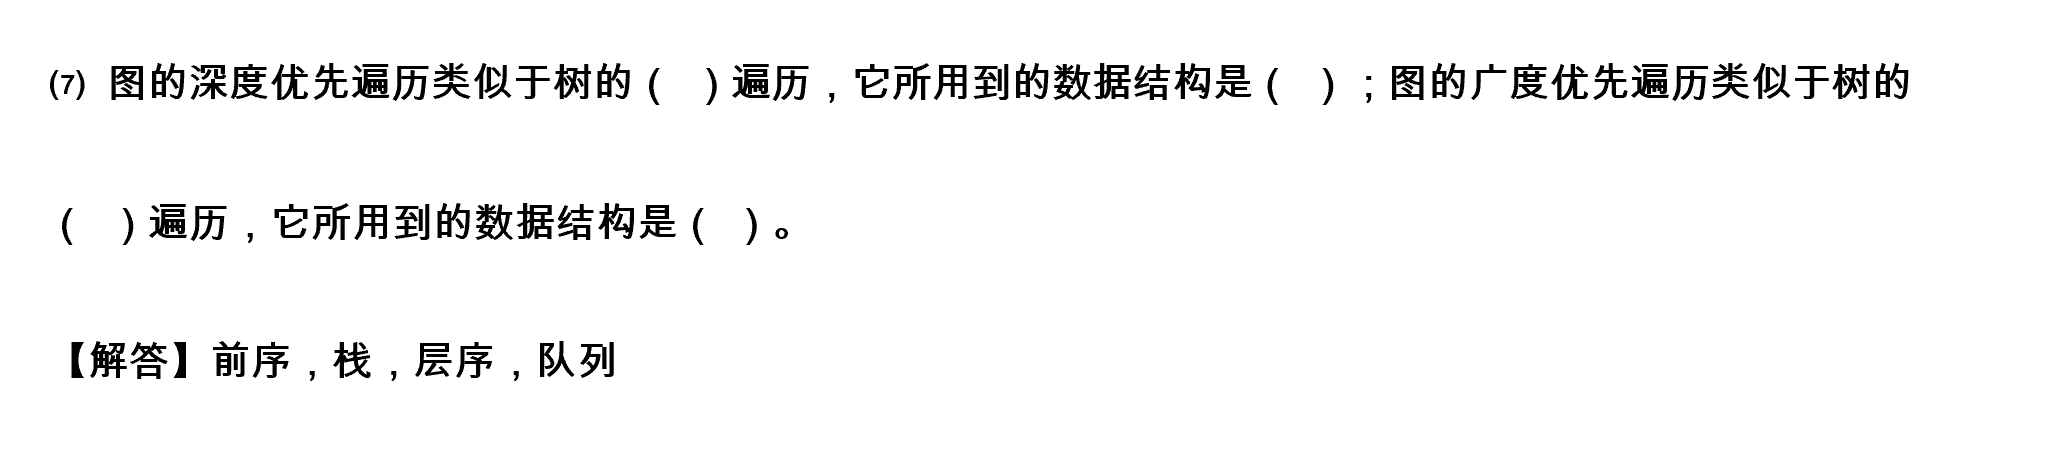 ⑺ 图的深度优先遍历类似于树的（ ）遍历，它所用到的数据结构是（ ）；图的广度优先遍历类似于树的
（ ）遍历，它所用到的数据结构是（ ）。
【解答】前序，栈，层序，队列